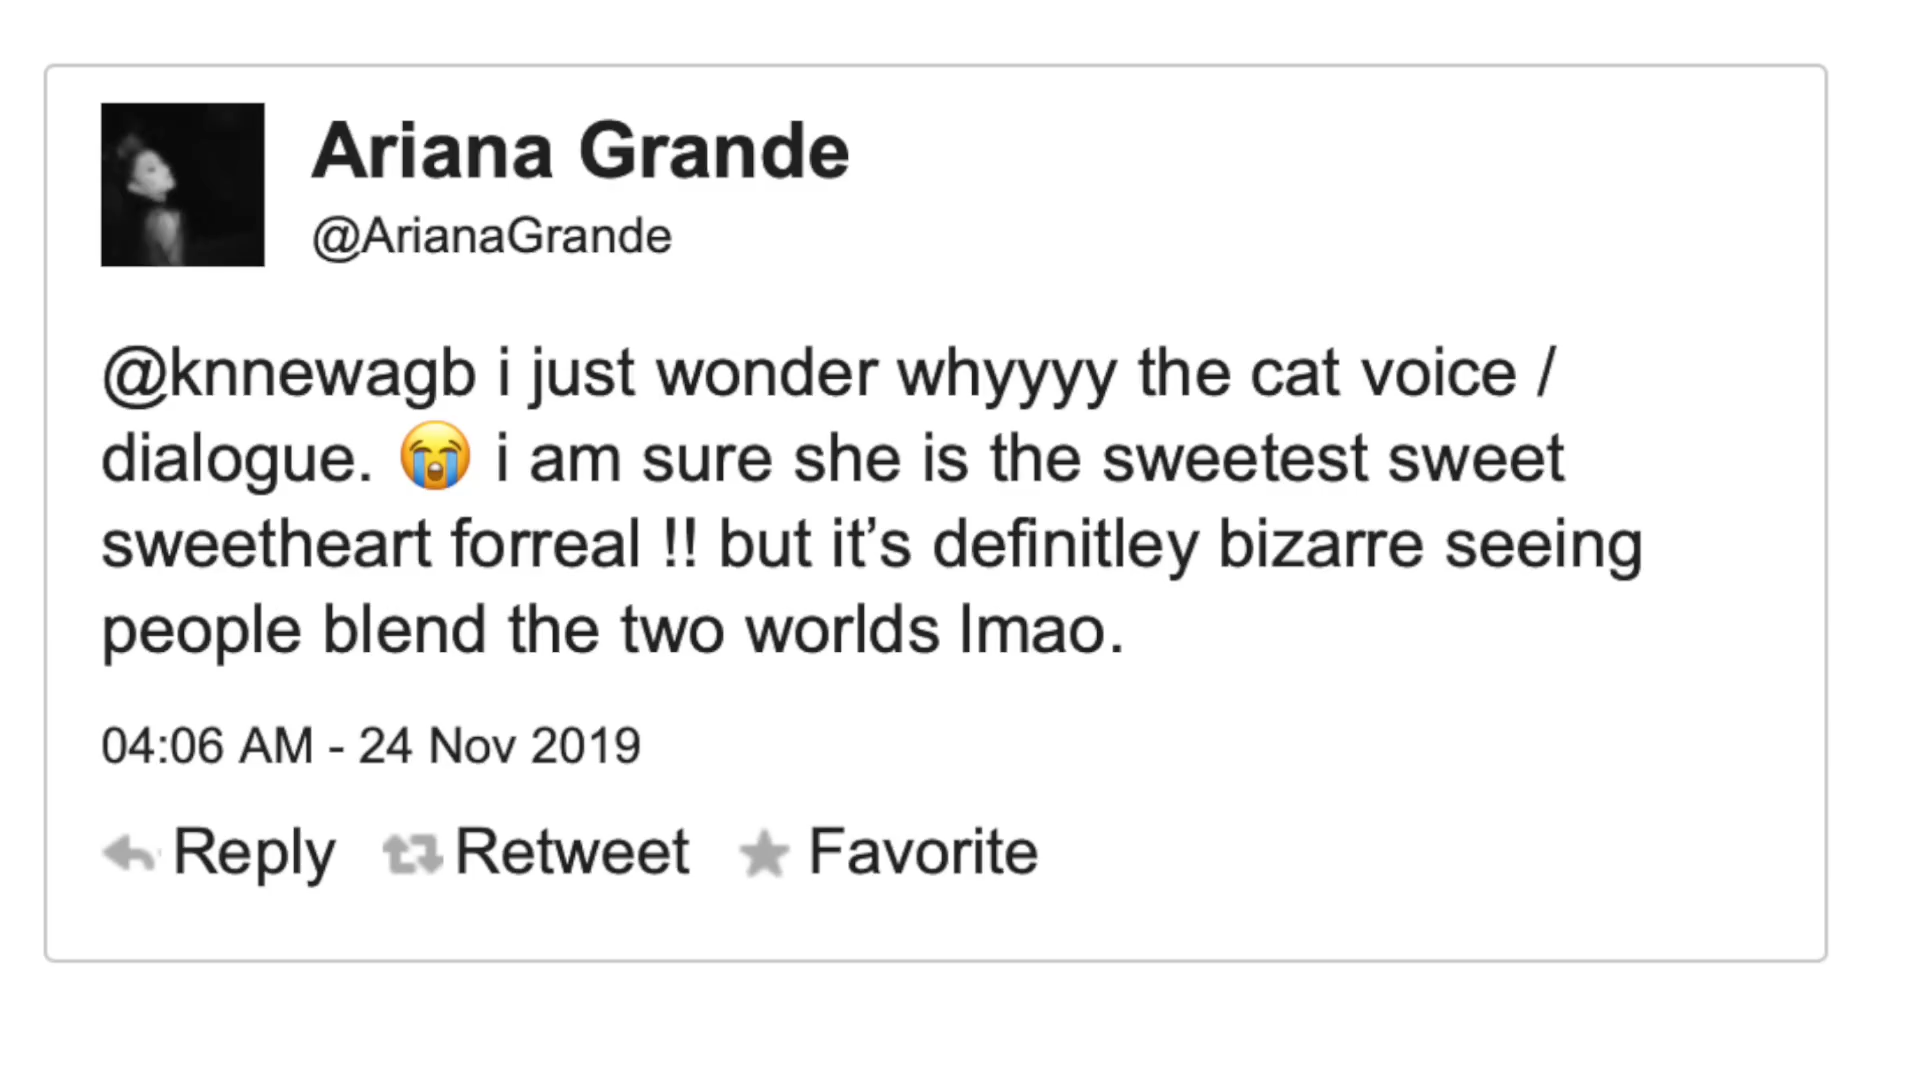 Ariana Grande
@ArianaGrande
@knnewagb i just wonder whyyyy the cat voice /
dialogue. 😭 i am sure she is the sweetest sweet
sweetheart forreal !! but it’s definitley bizarre seeing
people blend the two worlds lmao.
04:06 AM - 24 Nov 2019
Reply Retweet Favorite